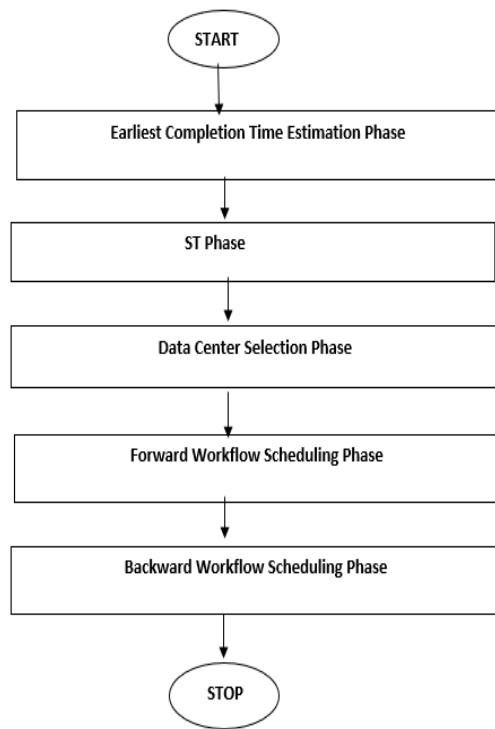 START
Earliest Completion Time Estimation Phase
ST Phase
Data Center Selection Phase
Forward Workflow Scheduling Phase
Backward Workflow Scheduling Phase
STOP